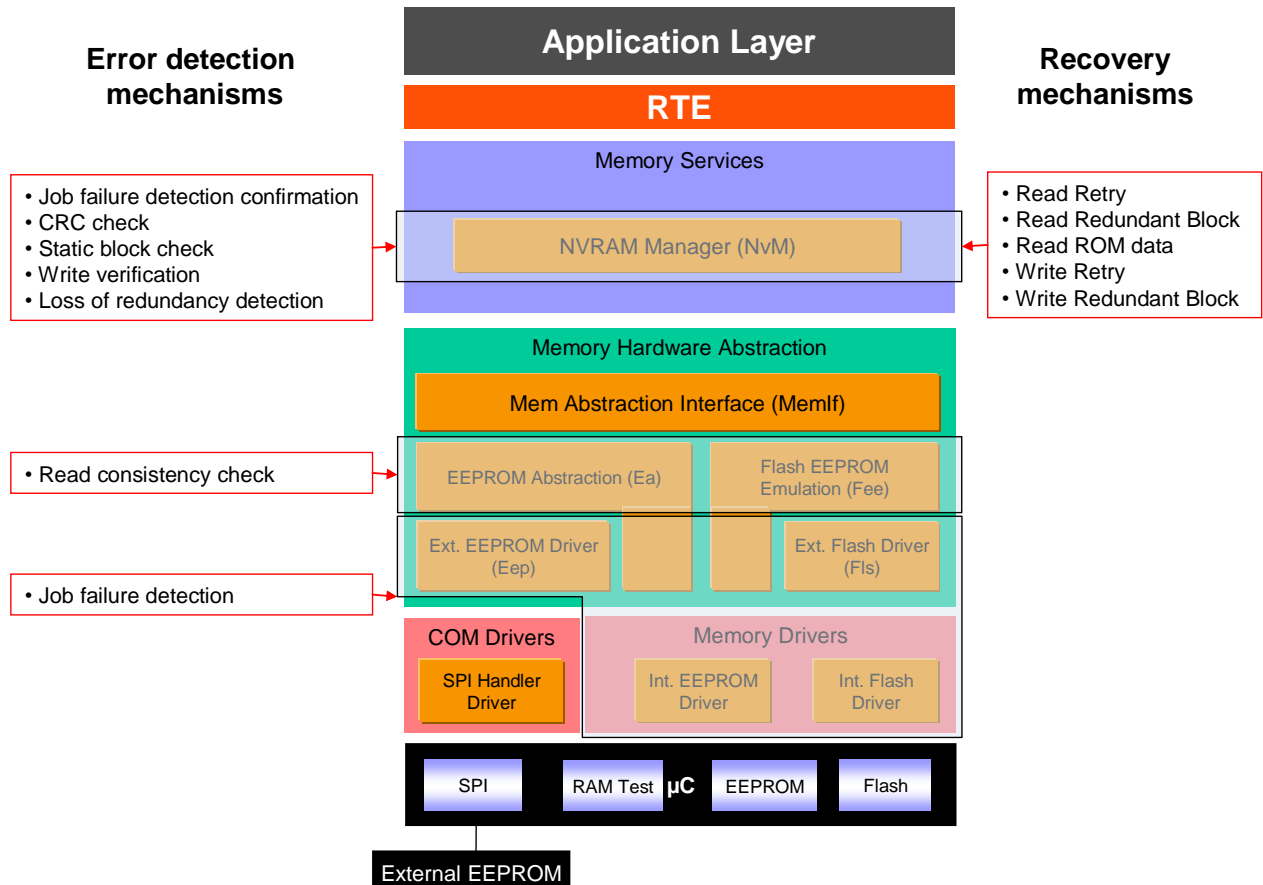 Application Layer
Error detection
mechanisms
Recovery
mechanisms
RTE
Memory Services
• Job failure detection confirmation
• CRC check
• Static block check
• Write verification
• Loss of redundancy detection
NVRAM Manager (NvM)
• Read Retry
• Read Redundant Block
• Read ROM data
• Write Retry
• Write Redundant Block
Memory Hardware Abstraction
Mem Abstraction Interface (MemIf)
• Read consistency check
EEPROM Abstraction (Ea)
Flash EEPROM
Emulation (Fee)
Ext. EEPROM Driver
(Eep)
Ext. Flash Driver
(Fls)
• Job failure detection
COM Drivers
Memory Drivers
SPI Handler
Driver
Int. EEPROM
Driver
Int. Flash
Driver
SPI
RAM Test
µC
EEPROM
Flash
External EEPROM